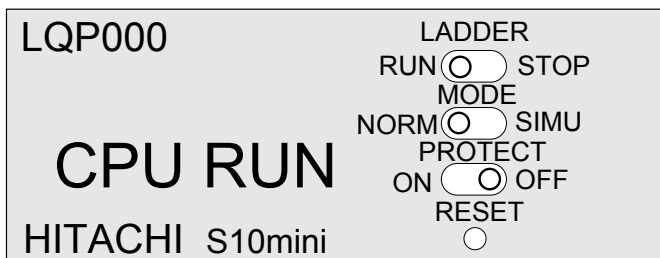 LQP000
LADDER
RUN STOP
MODE
NORM SIMU
CPU RUN
PROTECT
ON OFF
RESET
HITACHI S10mini